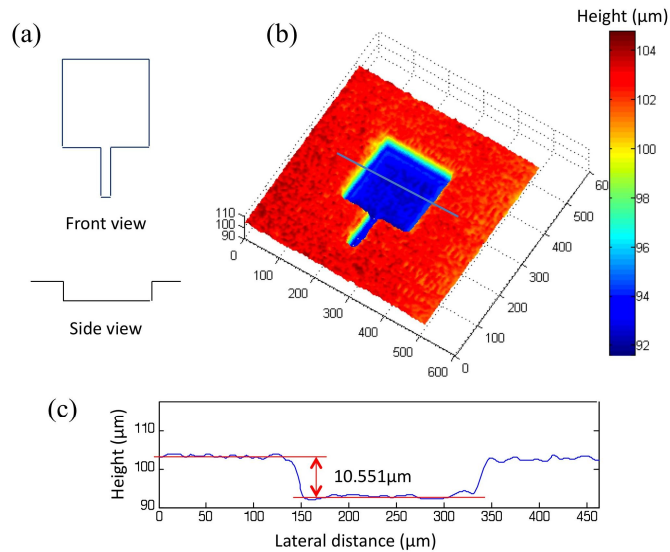 (a)
Front view
Side view
(b)
Height (μm)
104
102
100
98
96
94
92
110
100
90
0
100
200
300
400
500
600
0
100
200
300
400
500
60
(c)
Height (μm)
110
100
90
10.551μm
0 50 100 150 200 250 300 350 400 450
Lateral distance (μm)